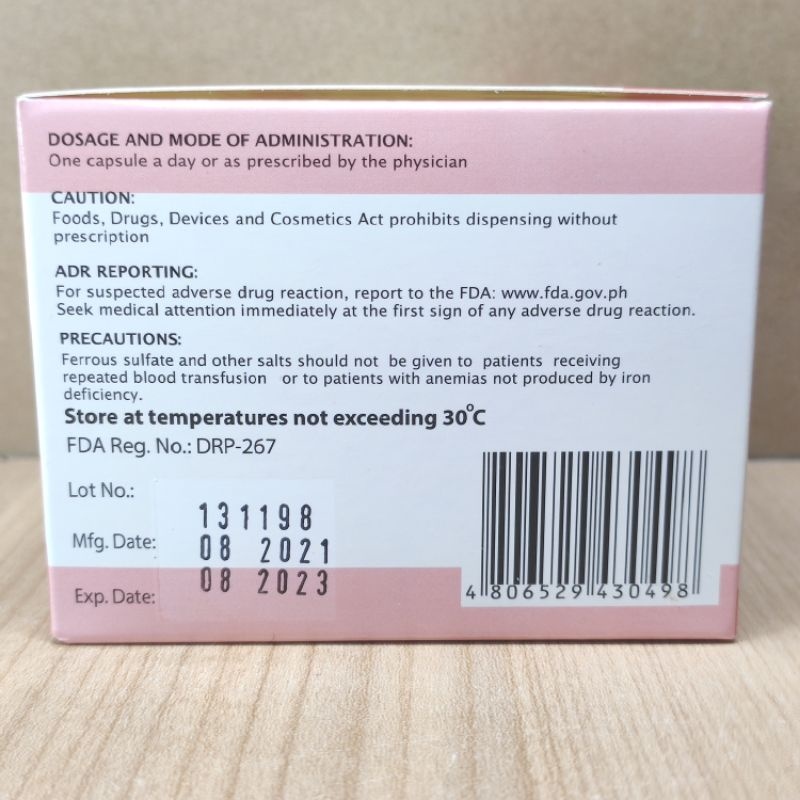 DOSAGE AND MODE OF ADMINISTRATION:
One capsule a day or as prescribed by the physician
CAUTION:
Foods, Drugs, Devices and Cosmetics Act prohibits dispensing without
prescription
ADR REPORTING:
For suspected adverse drug reaction, report to the FDA: www.fda.gov.ph
Seek medical attention immediately at the first sign of any adverse drug reaction.
PRECAUTIONS:
Ferrous sulfate and other salts should not be given to patients receiving
repeated blood transfusion or to patients with anemias not produced by iron
deficiency.
Store at temperatures not exceeding 30°C
FDA Reg. No.: DRP-267
Lot No.: 131198
Mfg. Date: 08 2021
Exp. Date: 08 2023
4 806529 430498